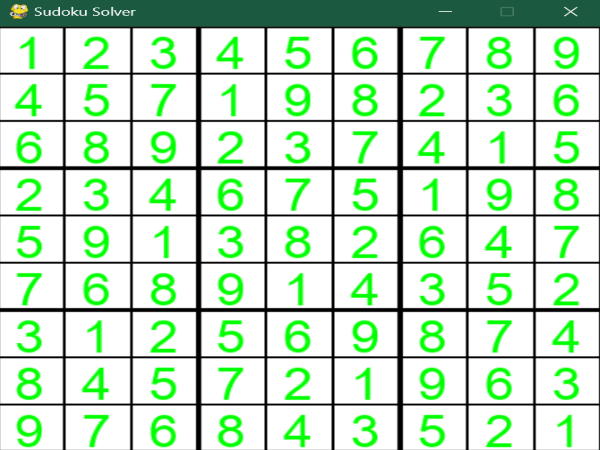 Sudoku Solver
1 2 3 4 5 6 7 8 9
4 5 7 1 9 8 2 3 6
6 8 9 2 3 7 4 1 5
2 3 4 6 7 5 1 9 8
5 9 1 3 8 2 6 4 7
7 6 8 9 1 4 3 5 2
3 1 2 5 6 9 8 7 4
8 4 5 7 2 1 9 6 3
9 7 6 8 4 3 5 2 1